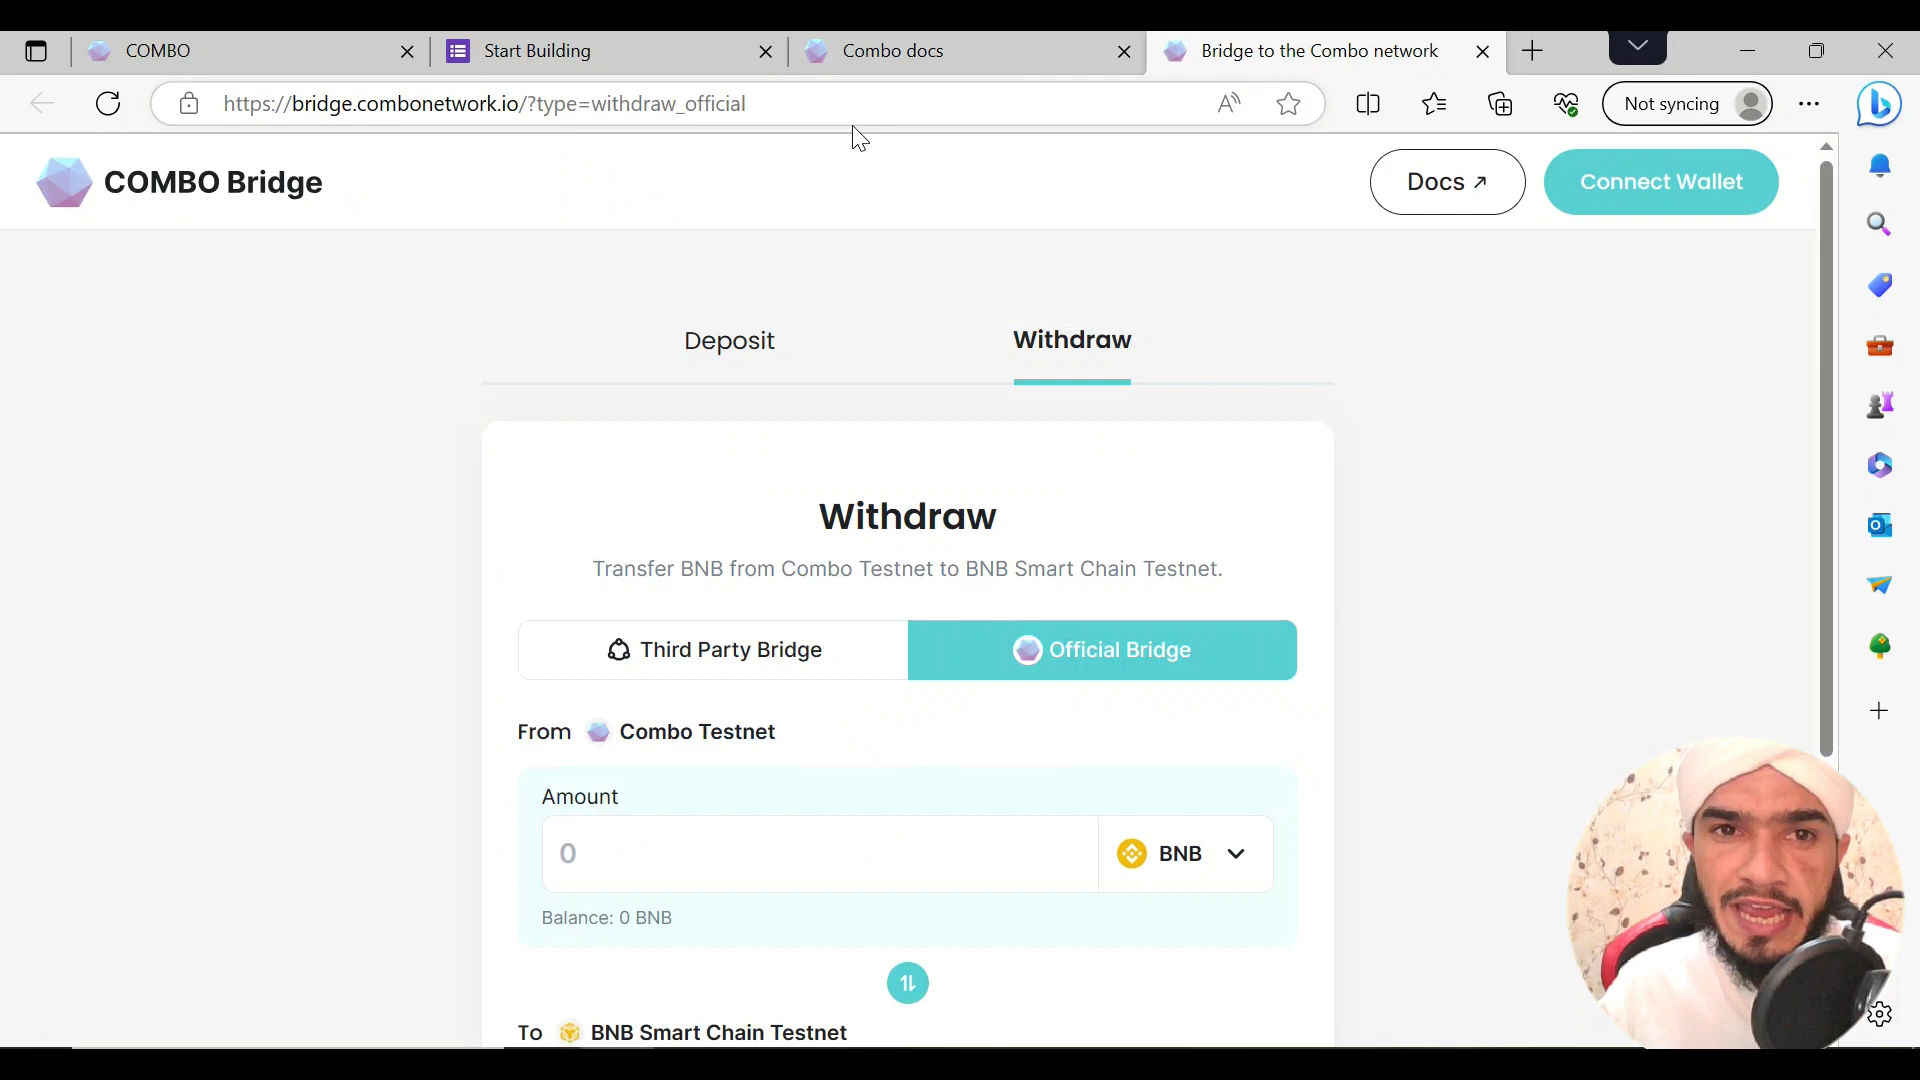 COMBO
Start Building
Combo docs
Bridge to the Combo network
https://bridge.combonetwork.io/?type=withdraw_official
Not syncing
COMBO Bridge
Docs ↗
Connect Wallet
Deposit
Withdraw
Withdraw
Transfer BNB from Combo Testnet to BNB Smart Chain Testnet.
Third Party Bridge
Official Bridge
From Combo Testnet
Amount
0
BNB
Balance: 0 BNB
To BNB Smart Chain Testnet